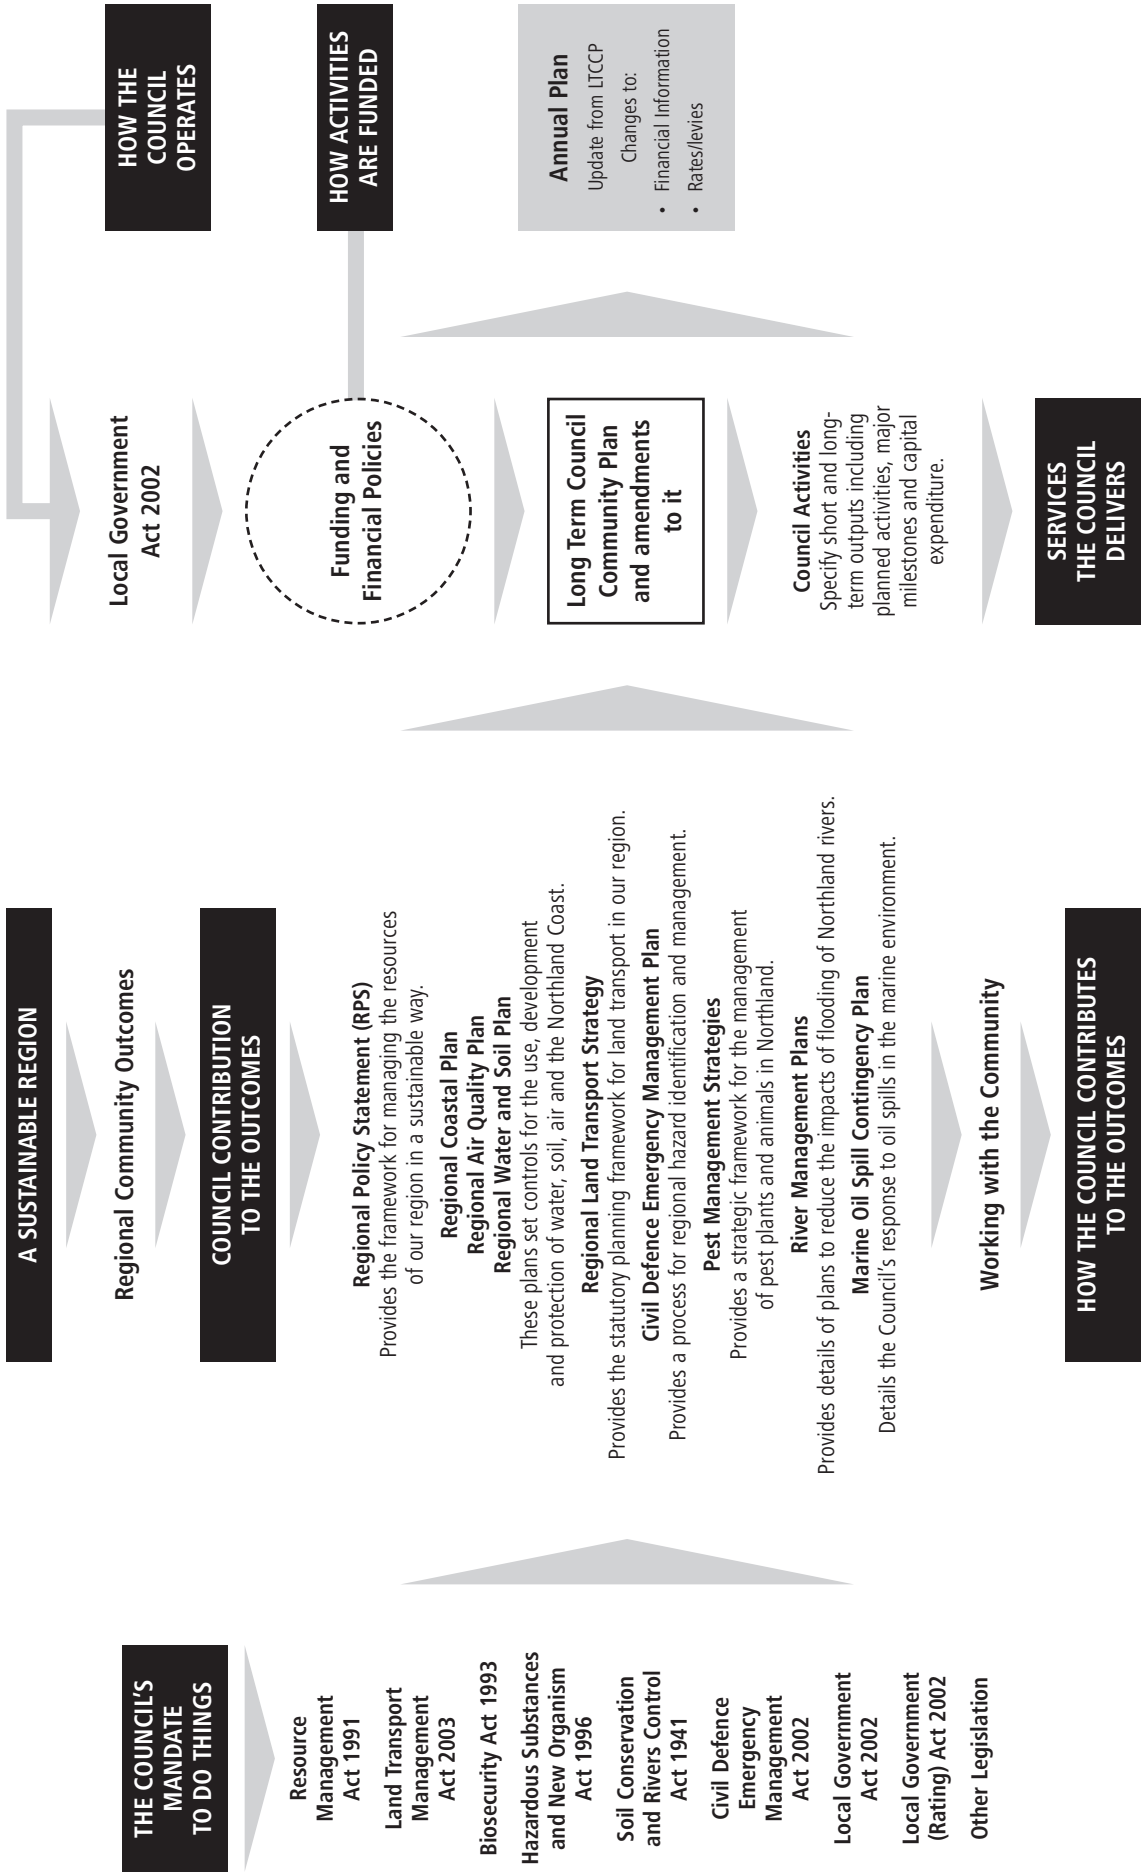 THE COUNCIL'S
MANDATE
TO DO THINGS
Resource
Management
Act 1991
Land Transport
Management
Act 2003
Biosecurity Act 1993
Hazardous Substances
and New Organism
Act 1996
Soil Conservation
and Rivers Control
Act 1941
Civil Defence
Emergency
Management
Act 2002
Local Government
Act 2002
Local Government
(Rating) Act 2002
Other Legislation
A SUSTAINABLE REGION
Regional Community Outcomes
COUNCIL CONTRIBUTION
TO THE OUTCOMES
Regional Policy Statement (RPS)
Provides the framework for managing the resources
of our region in a sustainable way.
Regional Coastal Plan
Regional Air Quality Plan
Regional Water and Soil Plan
These plans set controls for the use, development
and protection of water, soil, air and the Northland Coast.
Regional Land Transport Strategy
Provides the statutory planning framework for land transport in our region.
Civil Defence Emergency Management Plan
Provides a process for regional hazard identification and management.
Pest Management Strategies
Provides a strategic framework for the management
of pest plants and animals in Northland.
River Management Plans
Provides details of plans to reduce the impacts of flooding of Northland rivers.
Marine Oil Spill Contingency Plan
Details the Council's response to oil spills in the marine environment.
Working with the Community
HOW THE COUNCIL CONTRIBUTES
TO THE OUTCOMES
Local Government
Act 2002
Funding and
Financial Policies
Long Term Council
Community Plan
and amendments
to it
Council Activities
Specify short and long-
term outputs including
planned activities, major
milestones and capital
expenditure.
SERVICES
THE COUNCIL
DELIVERS
HOW THE
COUNCIL
OPERATES
HOW ACTIVITIES
ARE FUNDED
Annual Plan
Update from LTCCP
Changes to:
• Financial Information
• Rates/levies